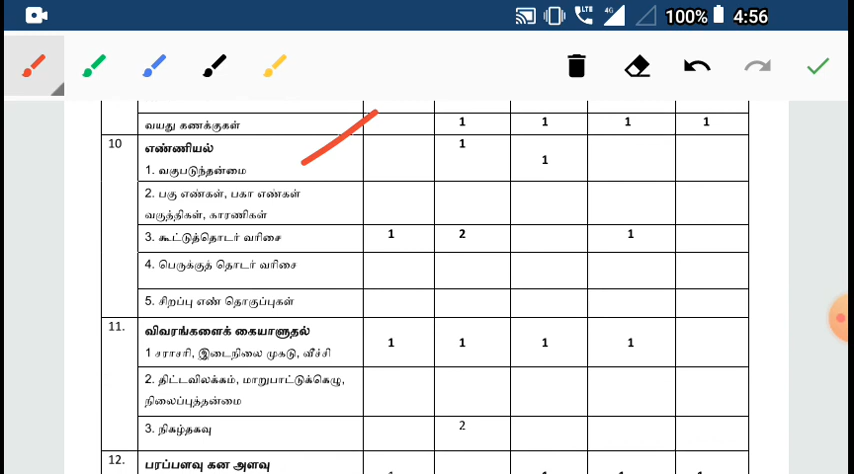 LTE 4G 100% 4:56
வயது கணக்குகள் 1 1 1 1
10 எண்ணியல் 1
1. வகுபடுந்தன்மை 1
2. பகு எண்கள், பகா எண்கள்
வகுத்திகள், காரணிகள்
3. கூட்டுத்தொடர் வரிசை 1 2 1
4. பெருக்குத் தொடர் வரிசை
5. சிறப்பு எண் தொகுப்புகள்
11. விவரங்களைக் கையாளுதல்
1 சராசரி, இடைநிலை முகடு, வீச்சி 1 1 1 1
2. திட்டவிலக்கம், மாறுபாட்டுக்கெழு,
நிலைப்புத்தன்மை
3. நிகழ்தகவு 2
12. பரப்பளவு கன அளவு